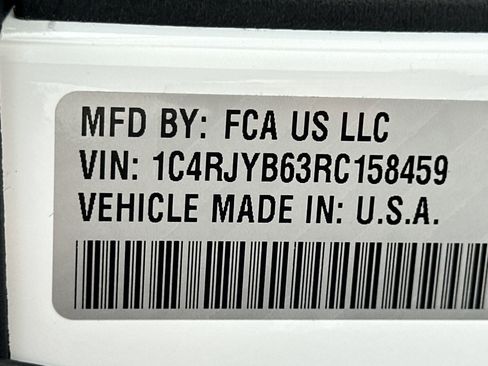 MFD BY: FCA US LLC
VIN: 1C4RJYB63RC158459
VEHICLE MADE IN: U.S.A.